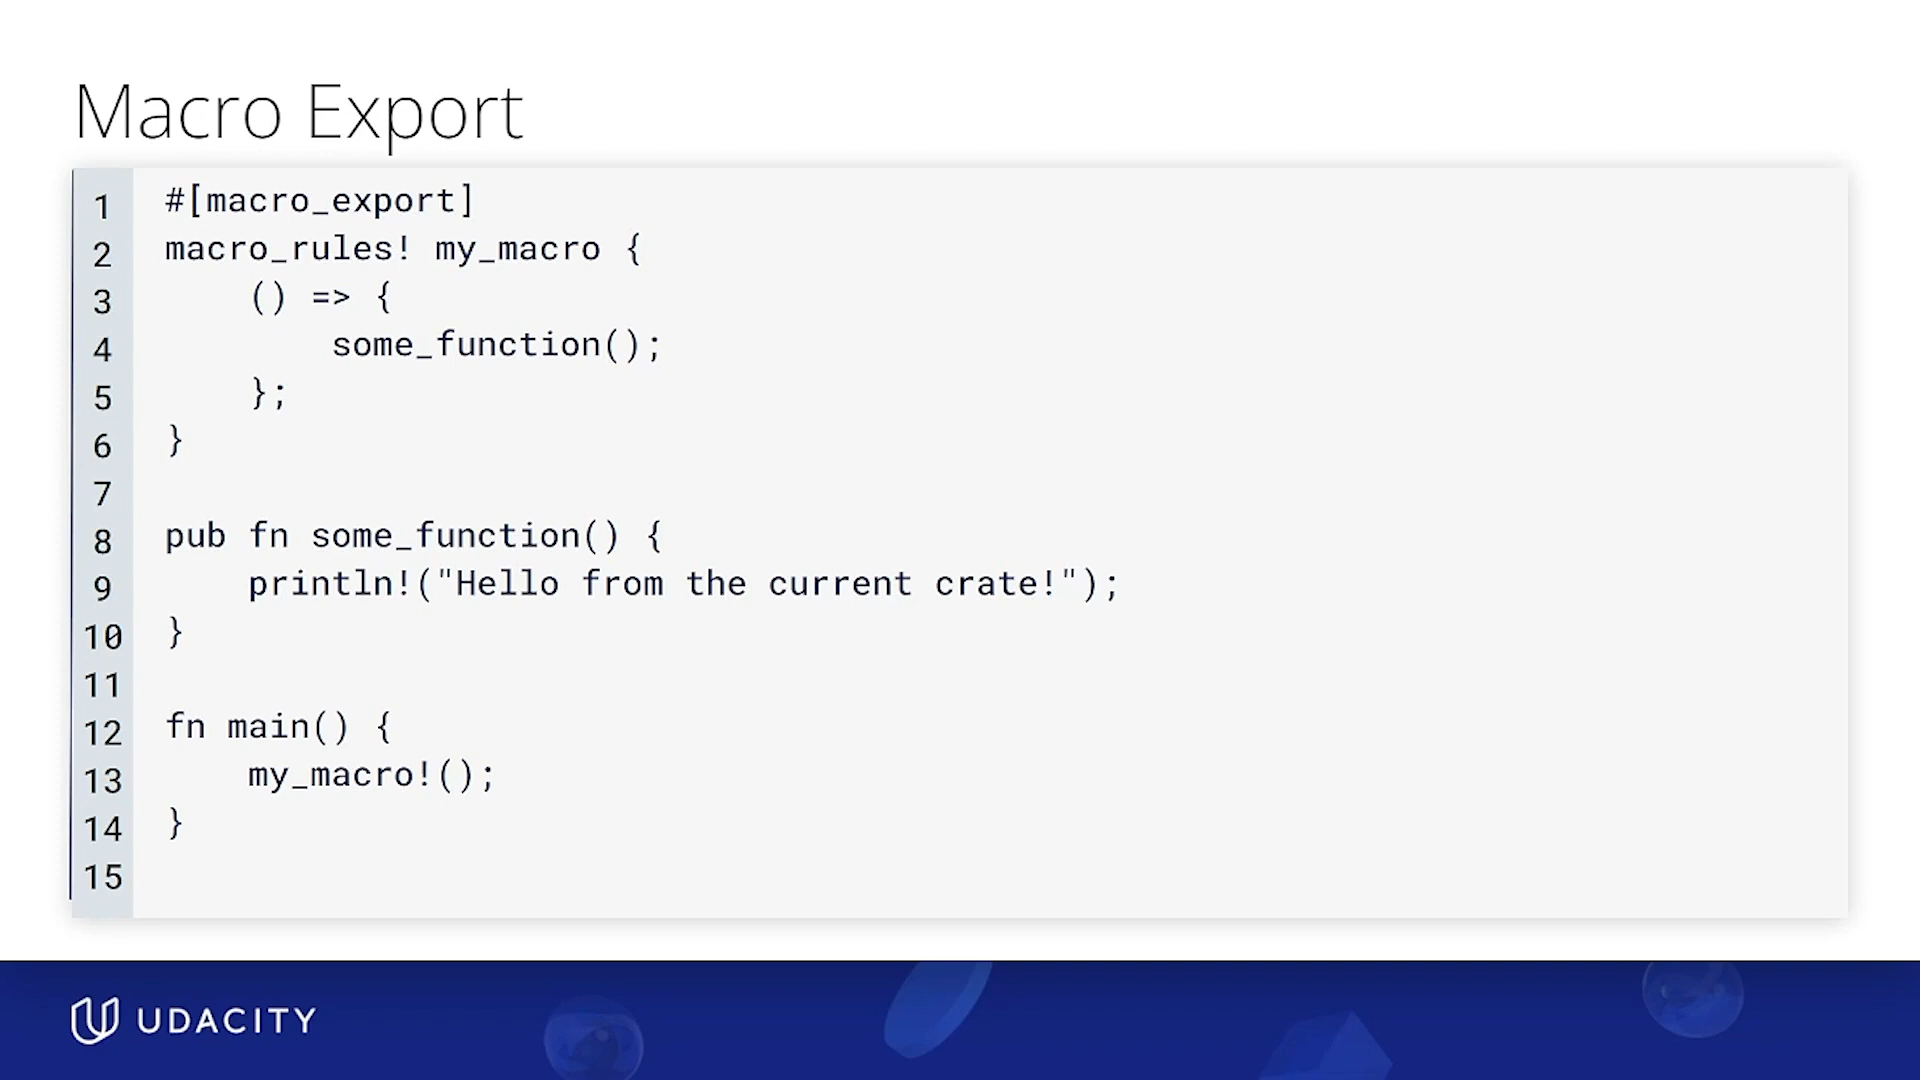 Macro Export
1 #[macro_export]
2 macro_rules! my_macro {
3     () => {
4         some_function();
5     };
6 }
7
8 pub fn some_function() {
9     println!("Hello from the current crate!");
10 }
11
12 fn main() {
13     my_macro!();
14 }
15
UDACITY